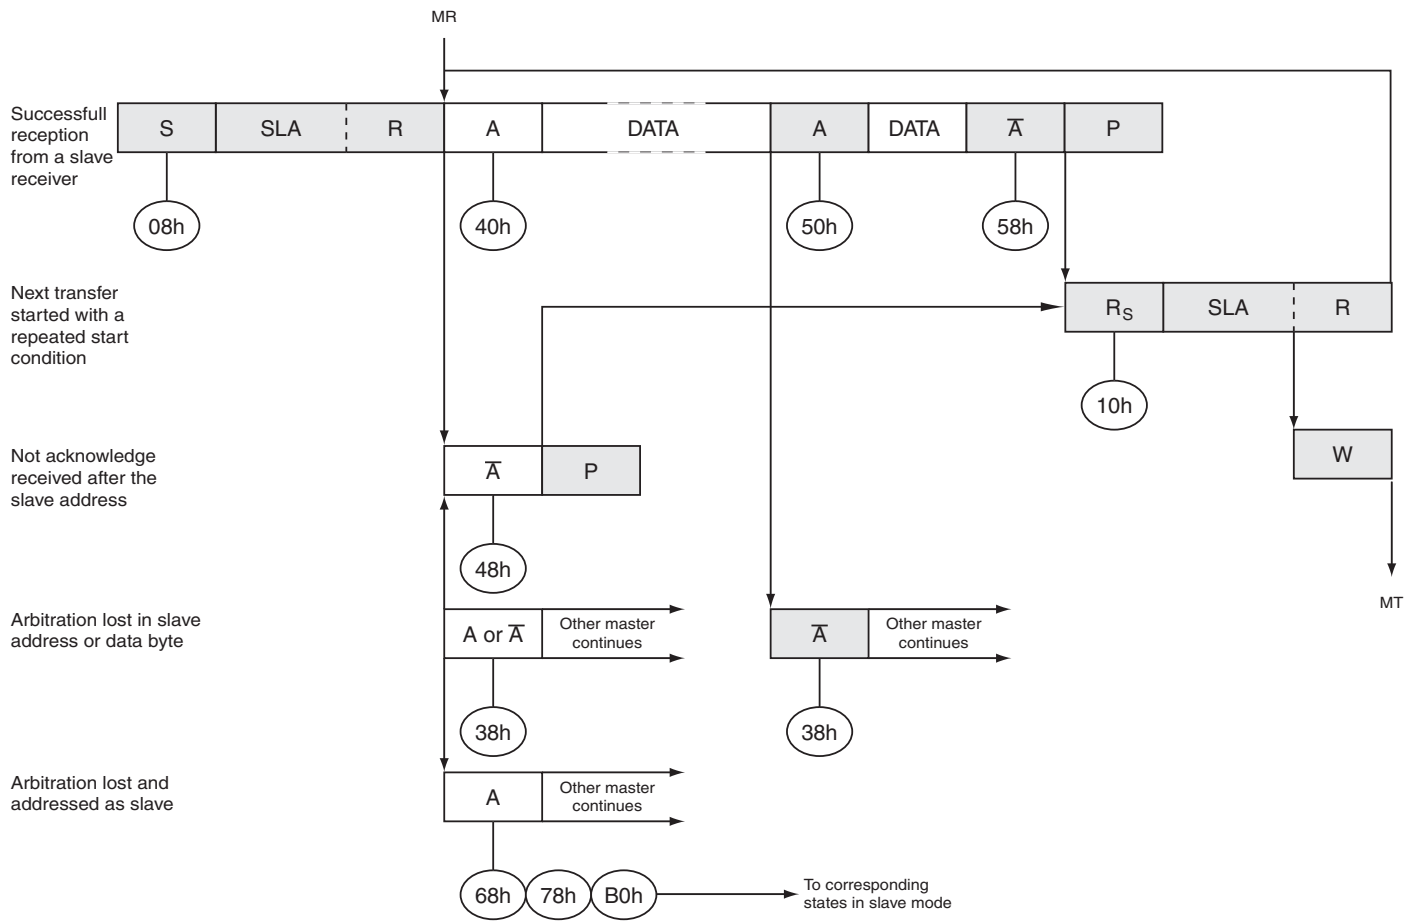 MR
Successfull
reception
from a slave
receiver
S SLA R A DATA A DATA A̅ P
08h 40h 50h 58h
Next transfer
started with a
repeated start
condition
RS SLA R
10h
Not acknowledge
received after the
slave address
A̅ P
W
48h
MT
Arbitration lost in slave
address or data byte
A or A̅
Other master
continues
A̅
Other master
continues
38h 38h
Arbitration lost and
addressed as slave
A
Other master
continues
68h 78h B0h
To corresponding
states in slave mode